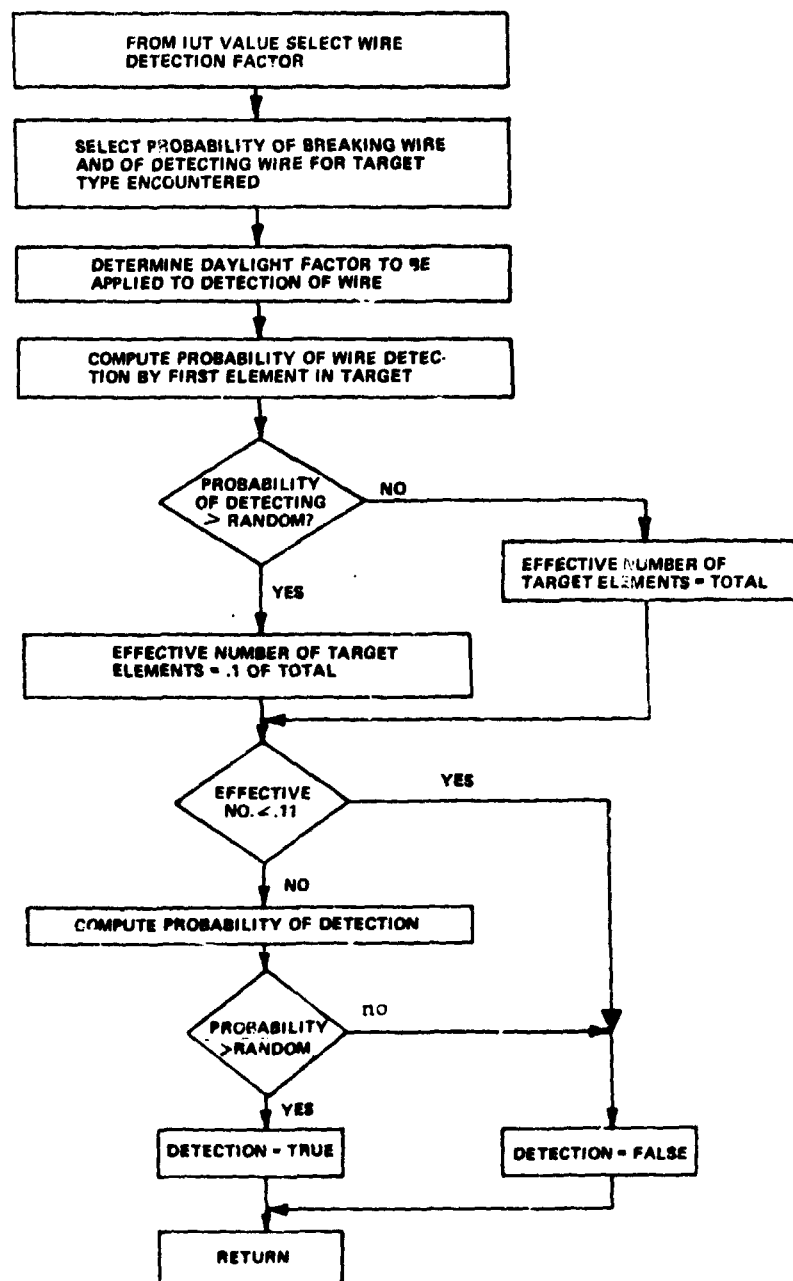 FROM IUT VALUE SELECT WIRE
DETECTION FACTOR
SELECT PROBABILITY OF BREAKING WIRE
AND OF DETECTING WIRE FOR TARGET
TYPE ENCOUNTERED
DETERMINE DAYLIGHT FACTOR TO BE
APPLIED TO DETECTION OF WIRE
COMPUTE PROBABILITY OF WIRE DETEC-
TION BY FIRST ELEMENT IN TARGET
PROBABILITY
OF DETECTING
> RANDOM?
NO
EFFECTIVE NUMBER OF
TARGET ELEMENTS = TOTAL
YES
EFFECTIVE NUMBER OF TARGET
ELEMENTS = .1 OF TOTAL
EFFECTIVE
NO. < .11
YES
NO
COMPUTE PROBABILITY OF DETECTION
PROBABILITY
>RANDOM
no
YES
DETECTION = TRUE
DETECTION = FALSE
RETURN